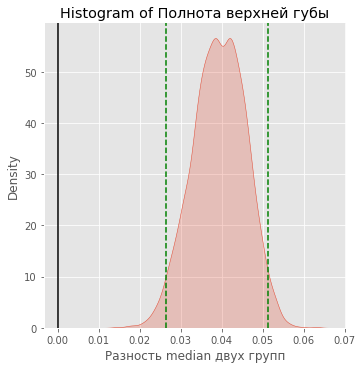 Histogram of Полнота верхней губы
Density
50
40
30
20
10
0
0.00 0.01 0.02 0.03 0.04 0.05 0.06 0.07
Разность median двух групп